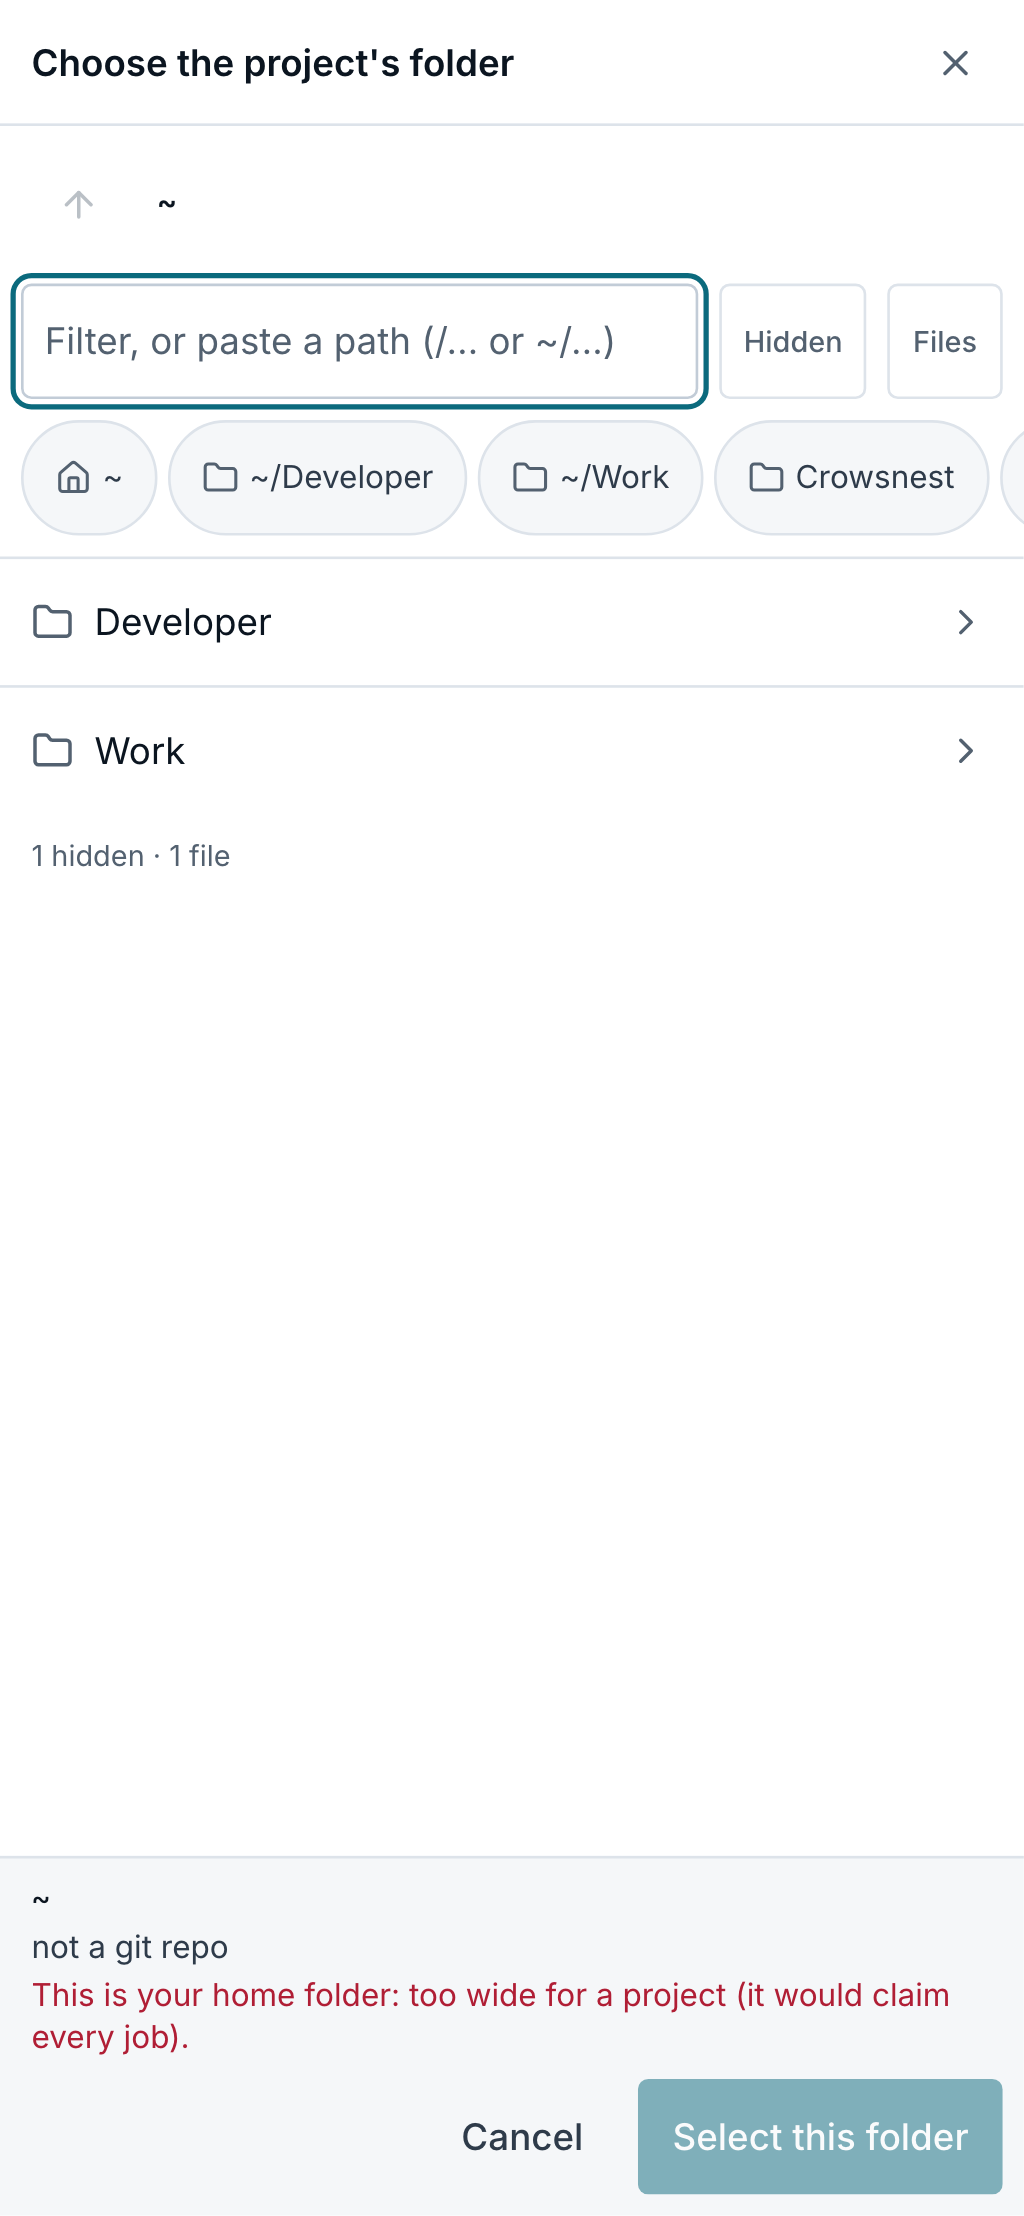 Choose the project's folder
~
Filter, or paste a path (/... or ~/...)
Hidden
Files
~
~/Developer
~/Work
Crowsnest
Developer
Work
1 hidden · 1 file
~
not a git repo
This is your home folder: too wide for a project (it would claim
every job).
Cancel
Select this folder